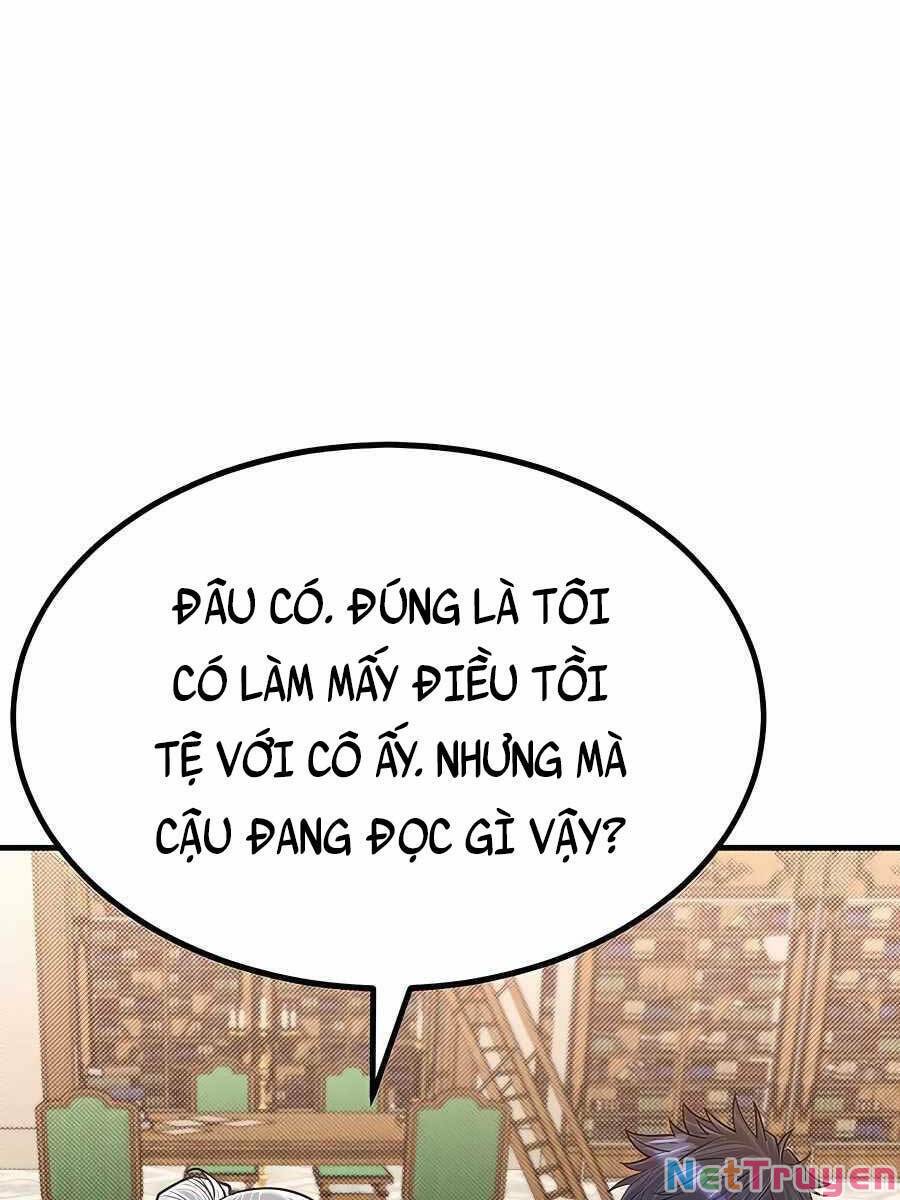 ĐÂU CÓ. ĐÚNG LÀ TÔI
CÓ LÀM MẤY ĐIỀU TỒI
TỆ VỚI CÔ ẤY. NHƯNG MÀ
CẬU ĐANG ĐỌC GÌ VẬY?
NetTruyen